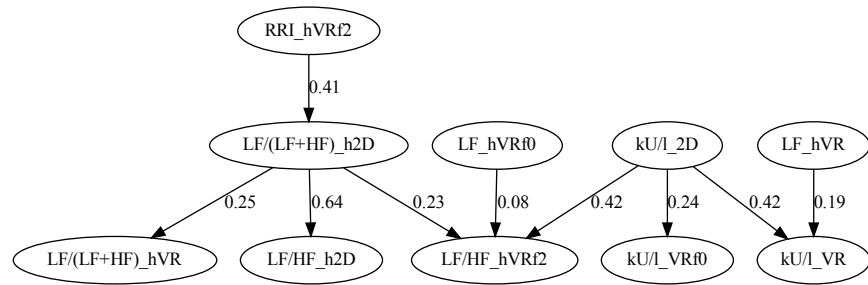 RRI_hVRf2
0.41
LF/(LF+HF)_h2D
LF_hVRf0
kU/l_2D
LF_hVR
0.25
0.64
0.23
0.08
0.42
0.24
0.42
0.19
LF/(LF+HF)_hVR
LF/HF_h2D
LF/HF_hVRf2
kU/l_VRf0
kU/l_VR